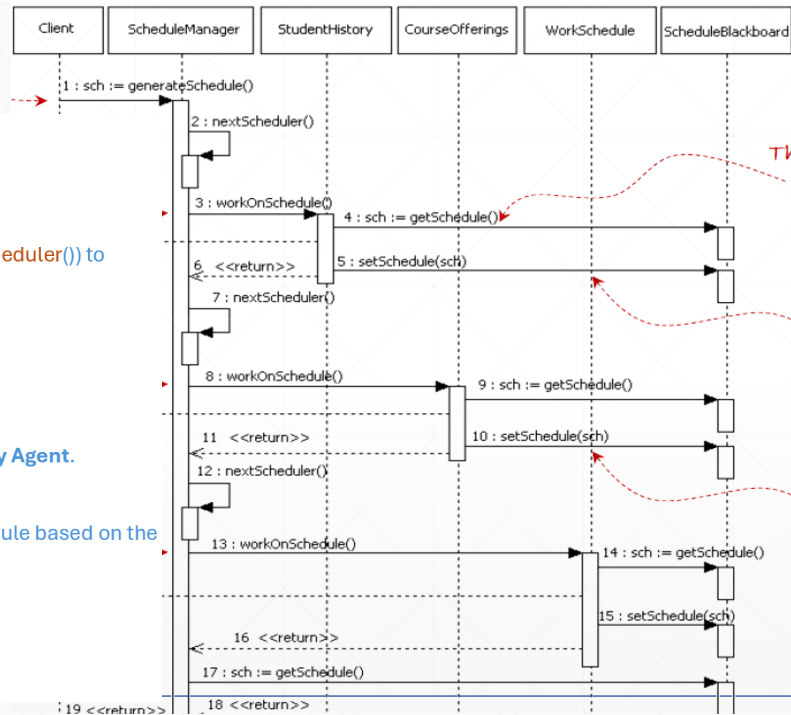 Client ScheduleManager StudentHistory CourseOfferings WorkSchedule ScheduleBlackboard
1 : sch := generateSchedule()
2 : nextScheduler()
3 : workOnSchedule()
4 : sch := getSchedule()
eduler()) to
5 : setSchedule(sch)
6 <<return>>
7 : nextScheduler()
8 : workOnSchedule()
9 : sch := getSchedule()
10 : setSchedule(sch)
11 <<return>>
y Agent.
12 : nextScheduler()
ule based on the
13 : workOnSchedule()
14 : sch := getSchedule()
15 : setSchedule(sch)
16 <<return>>
17 : sch := getSchedule()
18 <<return>>
19 <<return>>